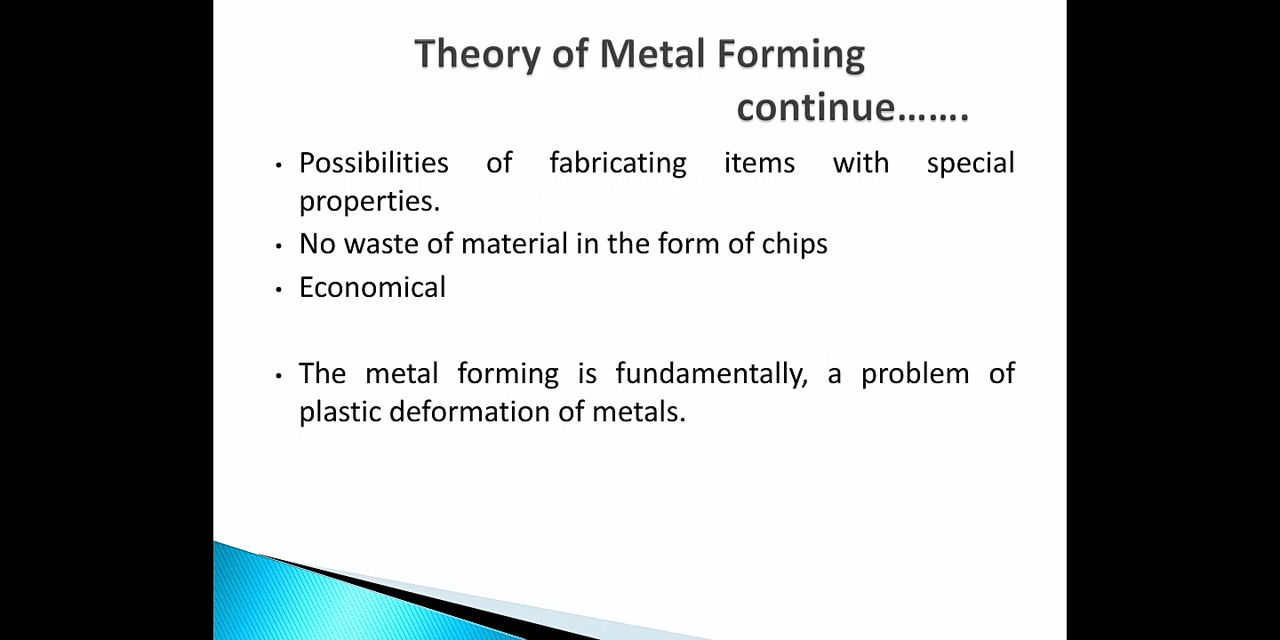 Theory of Metal Forming
continue…….
• Possibilities of fabricating items with special
properties.
• No waste of material in the form of chips
• Economical
• The metal forming is fundamentally, a problem of
plastic deformation of metals.